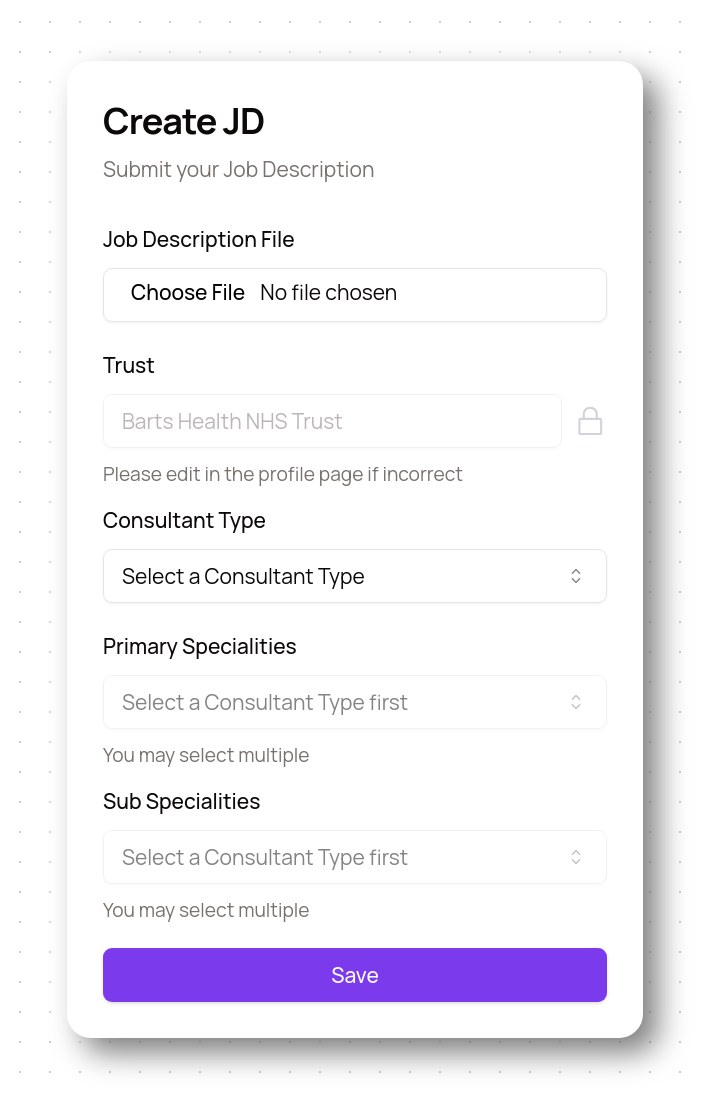 Create JD
Submit your Job Description
Job Description File
Choose File No file chosen
Trust
Barts Health NHS Trust
Please edit in the profile page if incorrect
Consultant Type
Select a Consultant Type
Primary Specialities
Select a Consultant Type first
You may select multiple
Sub Specialities
Select a Consultant Type first
You may select multiple
Save